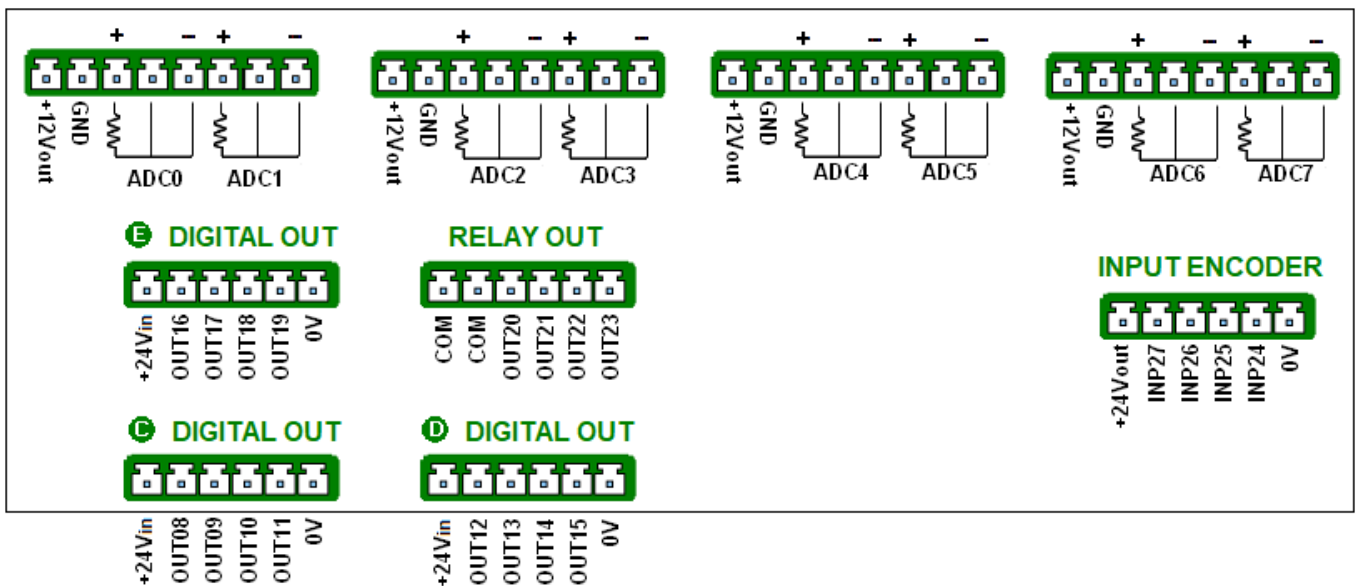 + - + - + - + - + - + - + - + -
+12Vout GND ADC0 ADC1 +12Vout GND ADC2 ADC3 +12Vout GND ADC4 ADC5 +12Vout GND ADC6 ADC7
E DIGITAL OUT
+24Vin OUT16 OUT17 OUT18 OUT19 0V
RELAY OUT
COM COM OUT20 OUT21 OUT22 OUT23
INPUT ENCODER
+24Vout INP27 INP26 INP25 INP24 0V
C DIGITAL OUT
+24Vin OUT08 OUT09 OUT10 OUT11 0V
D DIGITAL OUT
+24Vin OUT12 OUT13 OUT14 OUT15 0V